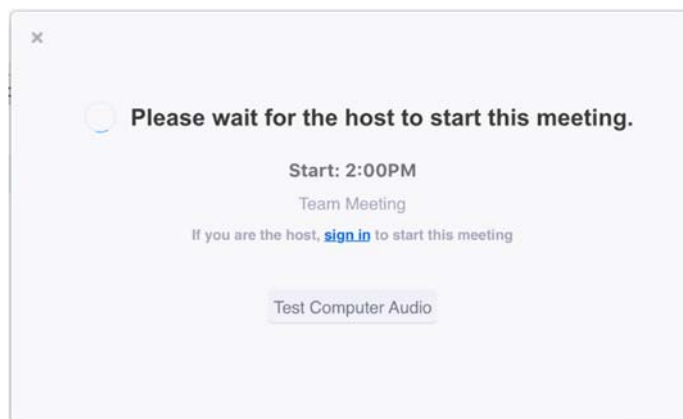 Please wait for the host to start this meeting.
Start: 2:00PM
Team Meeting
If you are the host, sign in to start this meeting
Test Computer Audio